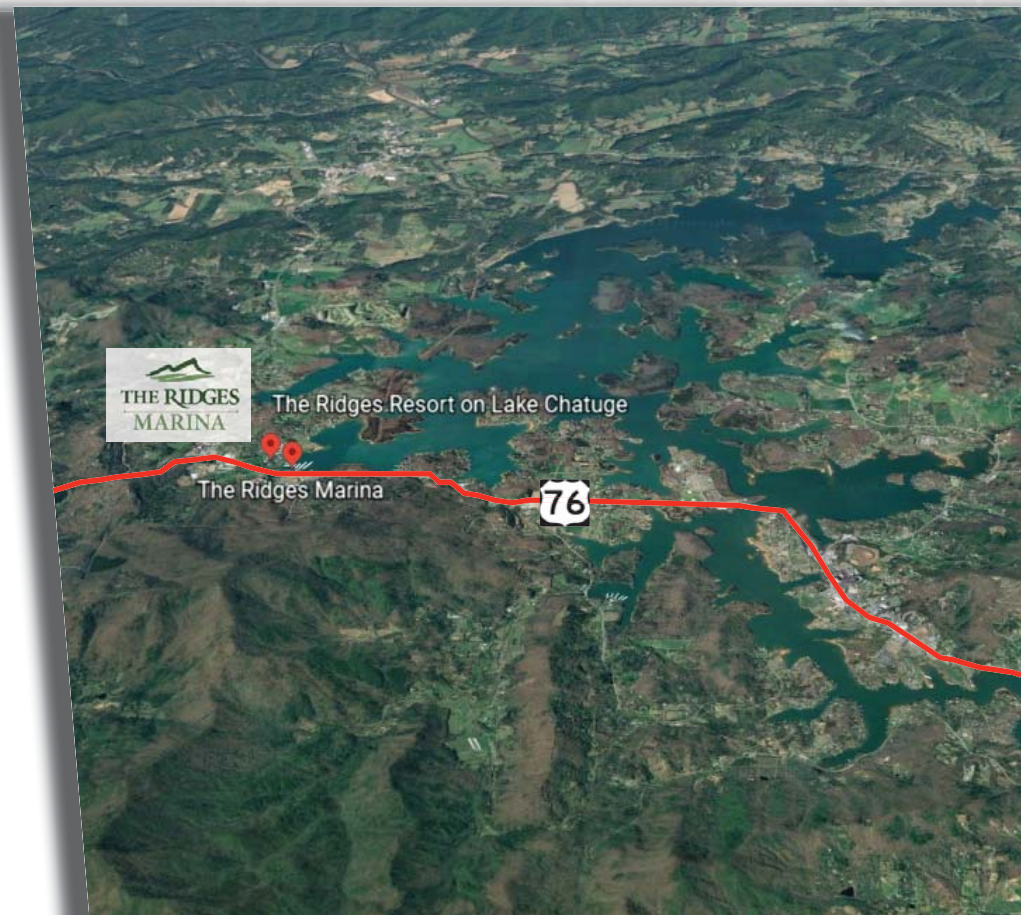 THE RIDGES
MARINA
The Ridges Resort on Lake Chatuge
The Ridges Marina
76